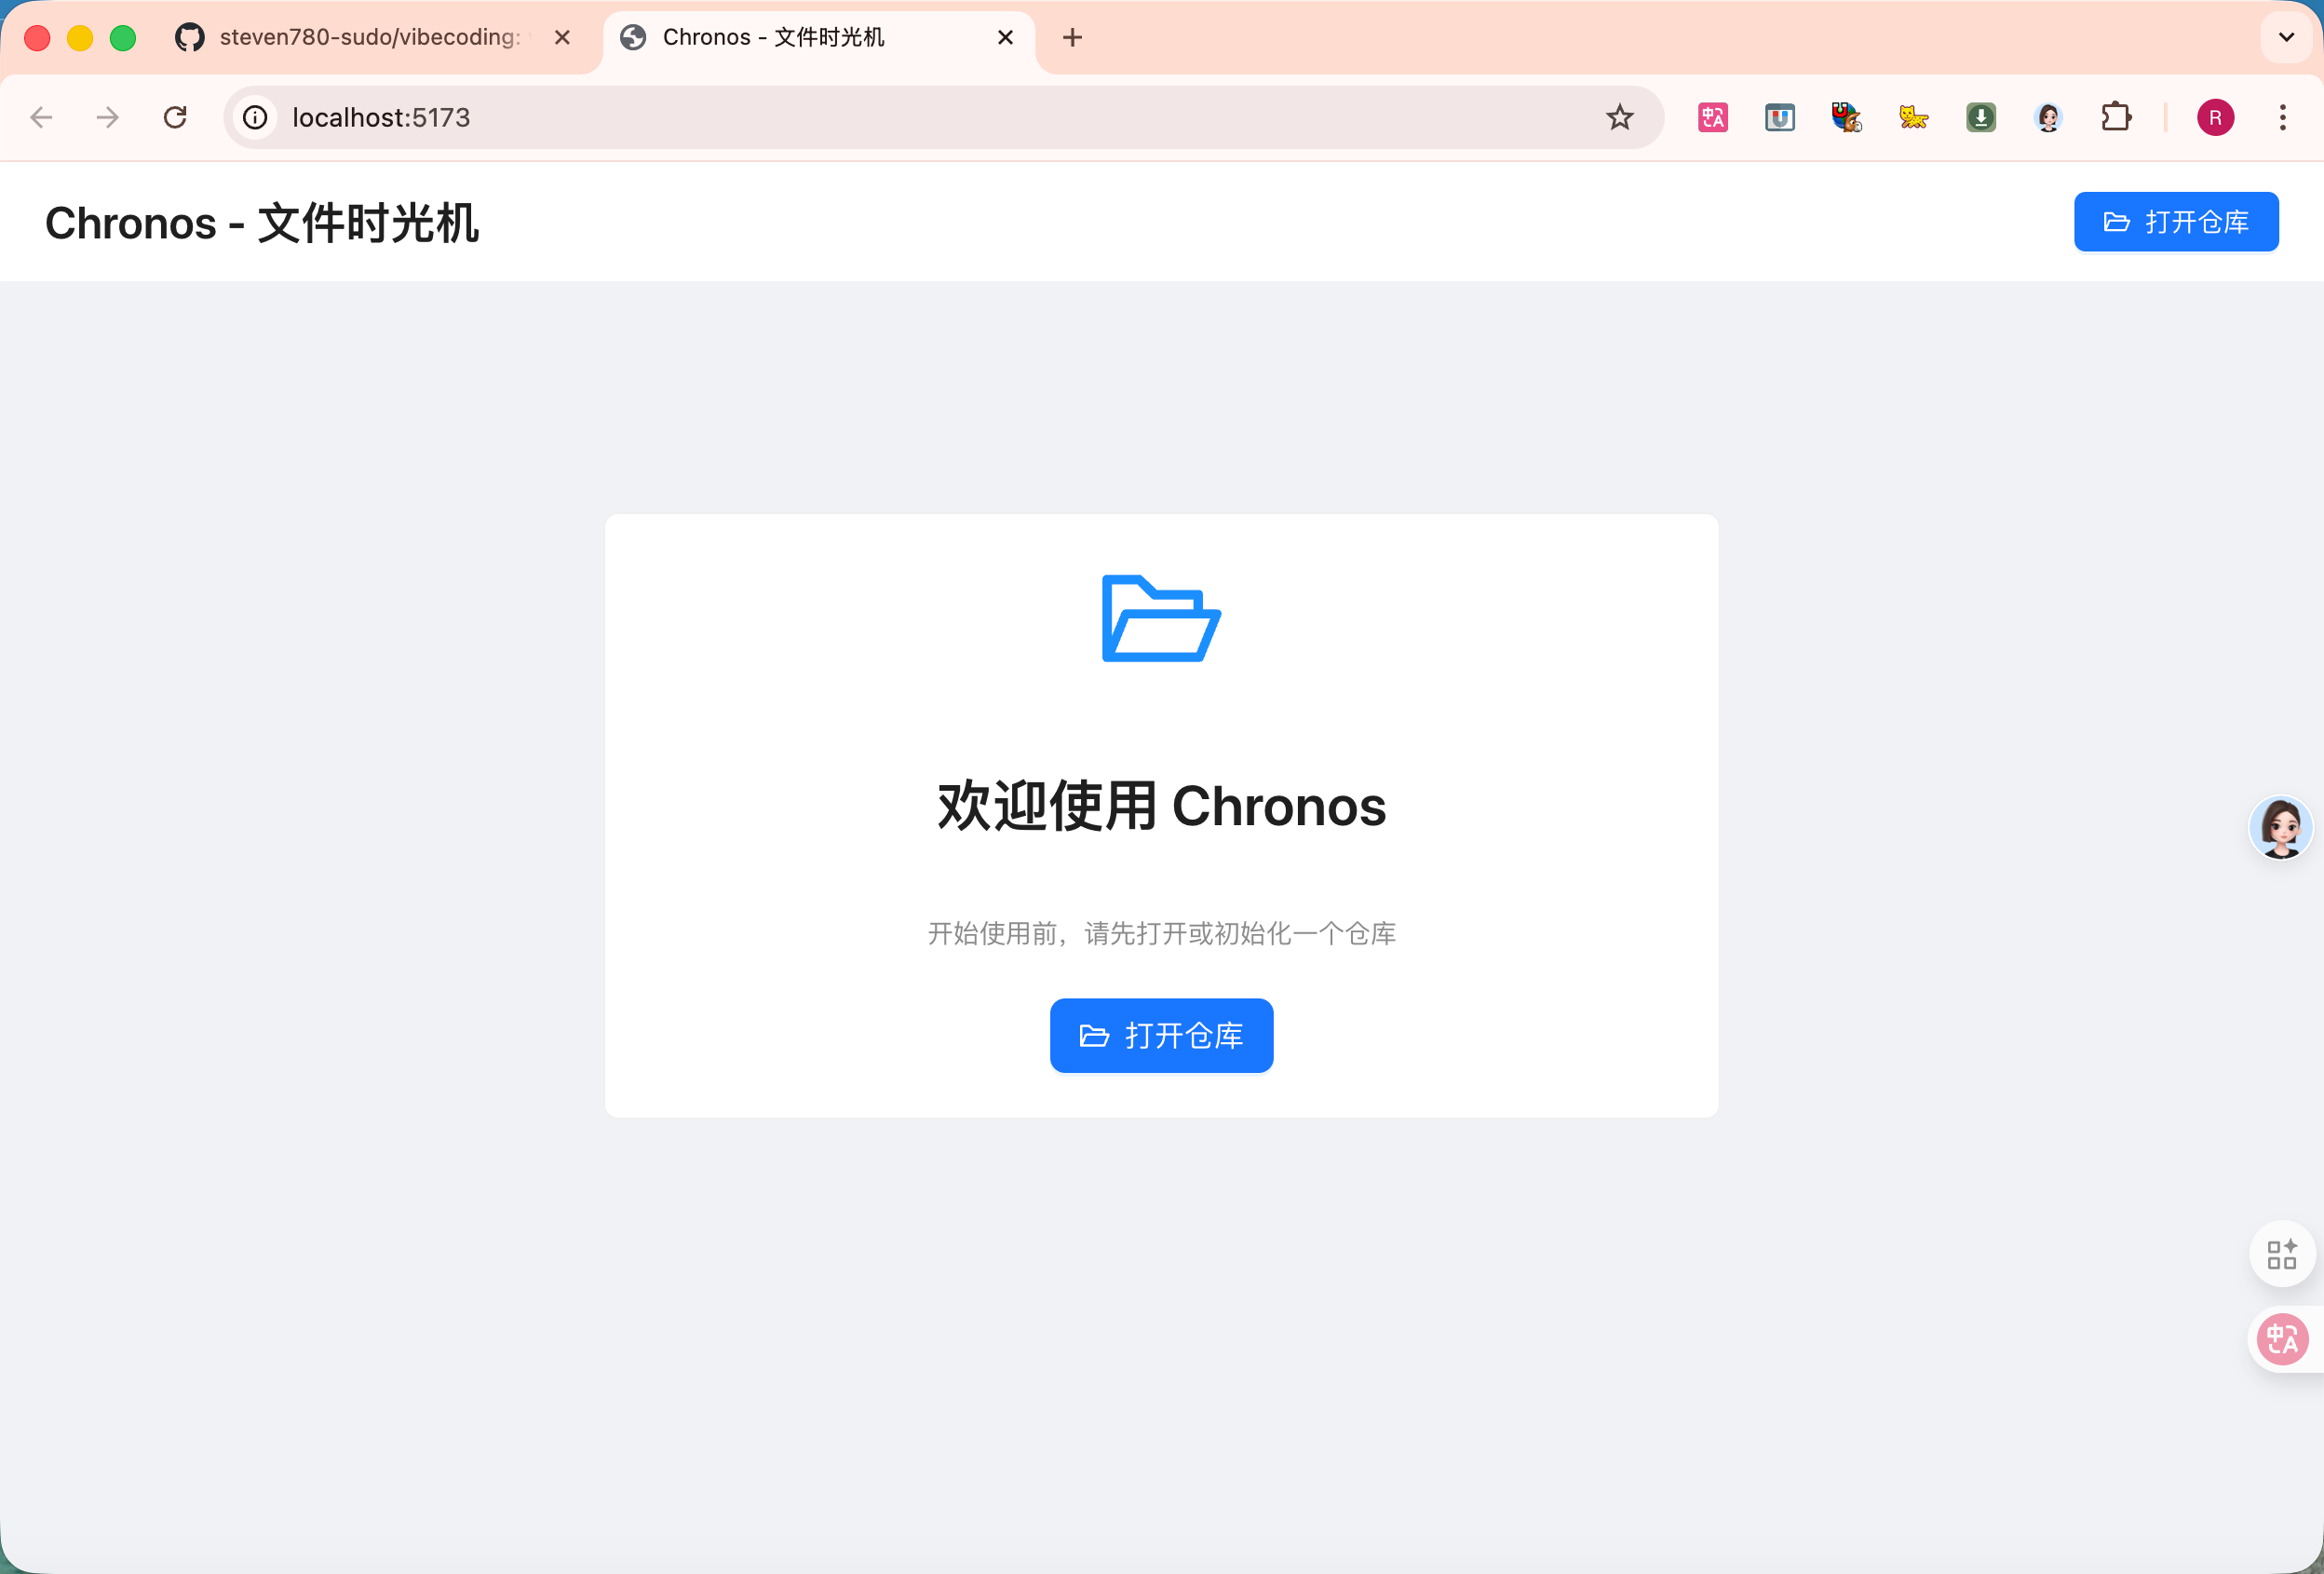 steven780-sudo/vibecoding:
Chronos - 文件时光机
localhost:5173
R
Chronos - 文件时光机
打开仓库
欢迎使用 Chronos
开始使用前，请先打开或初始化一个仓库
打开仓库